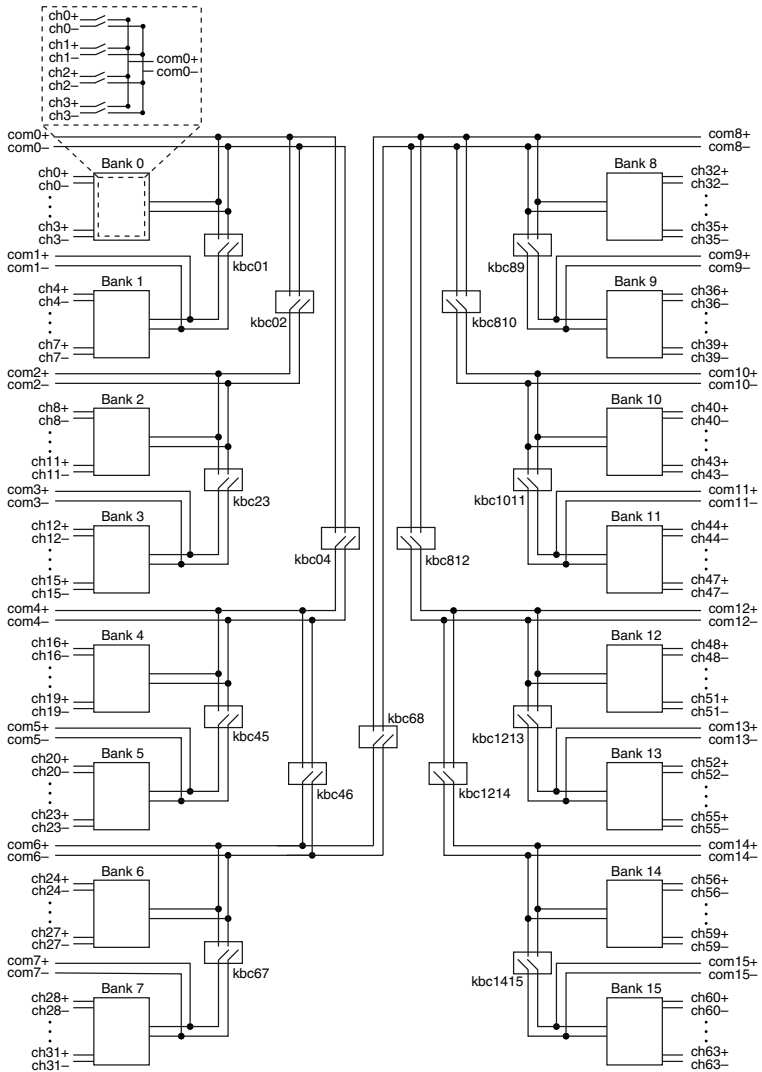 ch0+
ch0–
ch1+
ch1–
ch2+
ch2–
ch3+
ch3–
com0+
com0–
com0+
com0–
Bank 0
ch0+
ch0–
ch3+
ch3–
kbc01
com1+
com1–
Bank 1
ch4+
ch4–
ch7+
ch7–
kbc02
com2+
com2–
Bank 2
ch8+
ch8–
ch11+
ch11–
kbc23
com3+
com3–
Bank 3
ch12+
ch12–
ch15+
ch15–
kbc04
com4+
com4–
Bank 4
ch16+
ch16–
ch19+
ch19–
kbc45
com5+
com5–
Bank 5
ch20+
ch20–
ch23+
ch23–
kbc46
kbc68
com6+
com6–
Bank 6
ch24+
ch24–
ch27+
ch27–
kbc67
com7+
com7–
Bank 7
ch28+
ch28–
ch31+
ch31–
com8+
com8–
Bank 8
ch32+
ch32–
ch35+
ch35–
kbc89
com9+
com9–
Bank 9
ch36+
ch36–
ch39+
ch39–
kbc810
com10+
com10–
Bank 10
ch40+
ch40–
ch43+
ch43–
kbc1011
com11+
com11–
Bank 11
ch44+
ch44–
ch47+
ch47–
kbc812
com12+
com12–
Bank 12
ch48+
ch48–
ch51+
ch51–
kbc1213
com13+
com13–
Bank 13
ch52+
ch52–
ch55+
ch55–
kbc1214
com14+
com14–
Bank 14
ch56+
ch56–
ch59+
ch59–
kbc1415
com15+
com15–
Bank 15
ch60+
ch60–
ch63+
ch63–